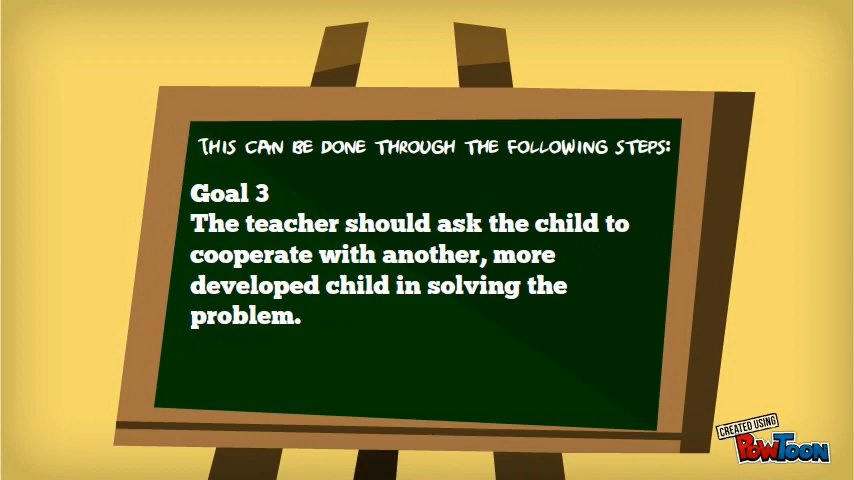 THIS CAN BE DONE THROUGH THE FOLLOWING STEPS:
Goal 3
The teacher should ask the child to
cooperate with another, more
developed child in solving the
problem.
CREATED USING
POWTOON